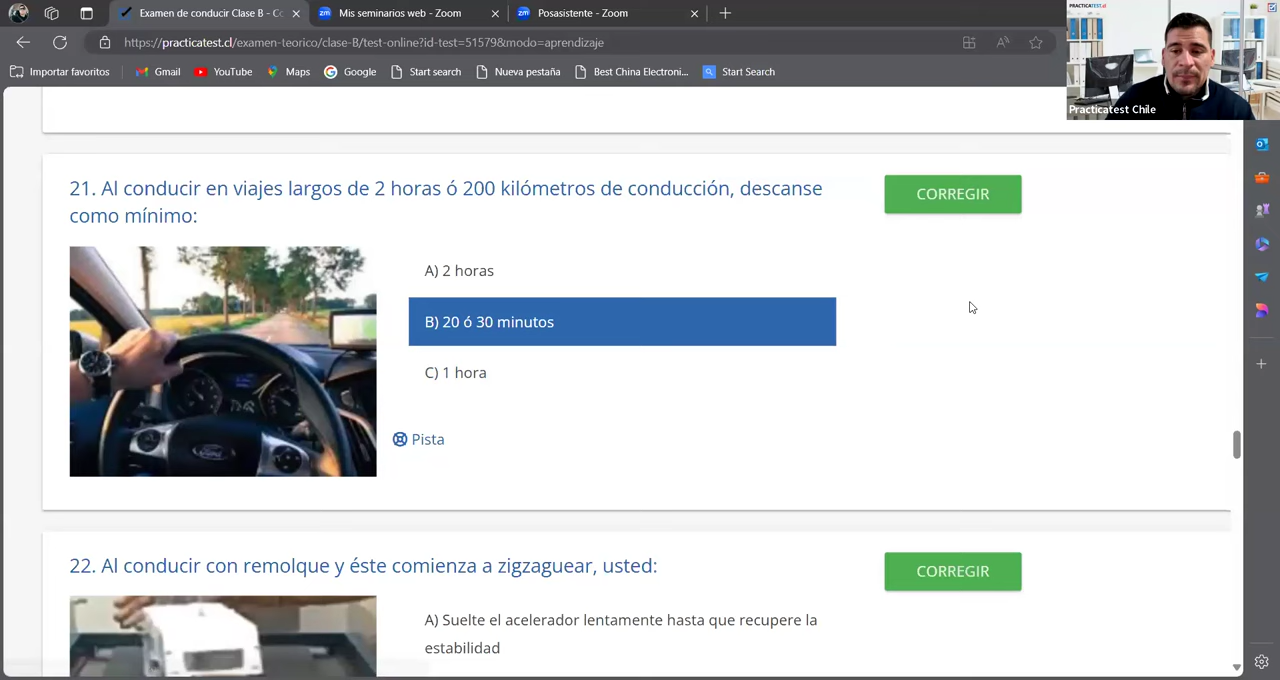 Examen de conducir Clase B - Cc
Mis seminarios web - Zoom
Posasistente - Zoom
https://practicatest.cl/examen-teorico/clase-B/test-online?id-test=51579&modo=aprendizaje
Importar favoritos
Gmail
YouTube
Maps
Google
Start search
Nueva pestaña
Best China Electroni...
Start Search
PRACTICATEST.cl
Practicatest Chile
21. Al conducir en viajes largos de 2 horas ó 200 kilómetros de conducción, descanse
como mínimo:
CORREGIR
A) 2 horas
B) 20 ó 30 minutos
C) 1 hora
Pista
22. Al conducir con remolque y éste comienza a zigzaguear, usted:
CORREGIR
A) Suelte el acelerador lentamente hasta que recupere la
estabilidad